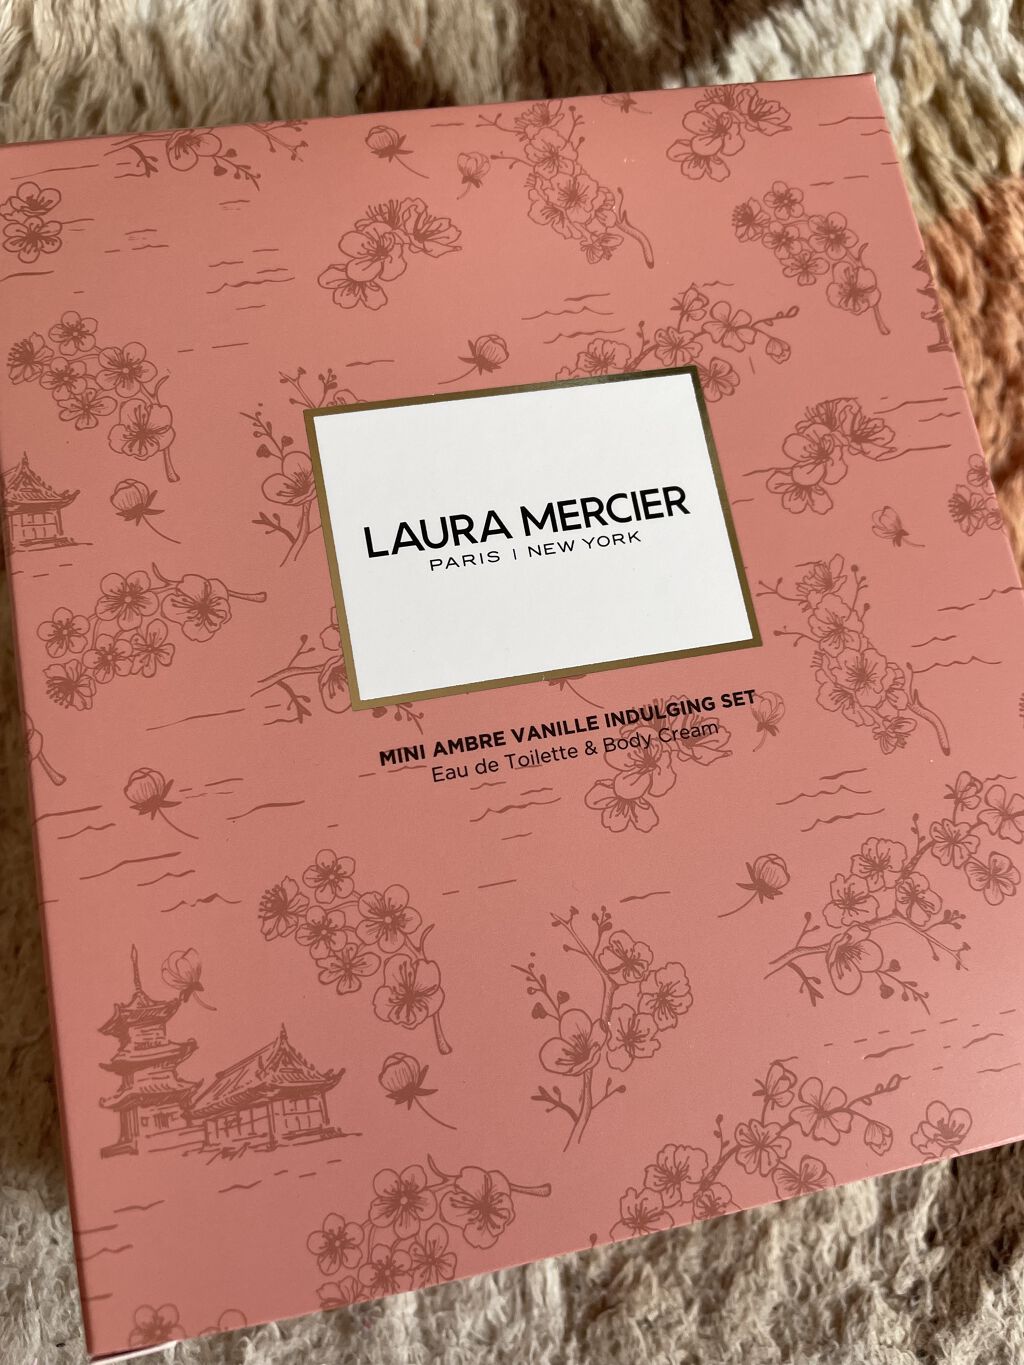 LAURA MERCIER
PARIS | NEW YORK
MINI AMBRE VANILLE INDULGING SET
Eau de Toilette & Body Cream